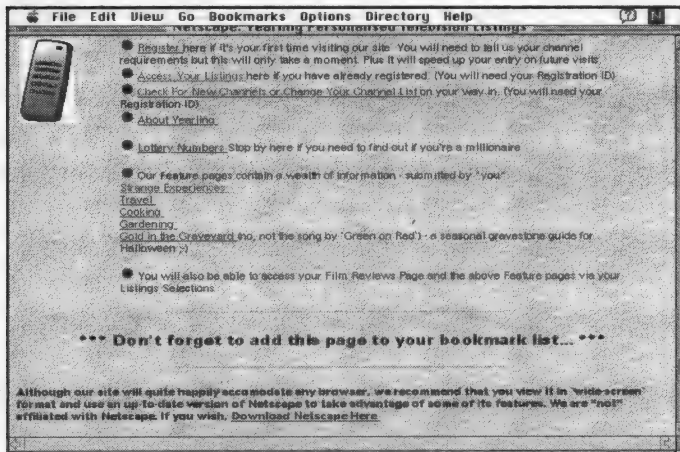 File Edit View Go Bookmarks Options Directory Help
Netscape: Yearling Personalised Television Listings
Register here if it's your first time visiting our site. You will need to tell us your channel
requirements but this will only take a moment. Plus it will speed up your entry on future visits
Access Your Listings here if you have already registered. (You will need your Registration ID)
Check For New Channels or Change Your Channel List on your way in. (You will need your
Registration ID)
About Yearling
Lottery Numbers Stop by here if you need to find out if you're a millionaire
Our Feature pages contain a wealth of information - submitted by "you"
Strange Experiences
Travel
Cooking
Gardening
Gold in the Graveyard (no, not the song by 'Green on Red') - a seasonal gravestone guide for
Halloween ;-)
You will also be able to access your Film Reviews Page and the above Feature pages via your
Listings Selections
*** Don't forget to add this page to your bookmark list... ***
Although our site will quite happily accomodate any browser, we recommend that you view it in 'wide-screen'
format and use an up-to-date version of Netscape to take advantage of some of its features. We are "not"
affiliated with Netscape. If you wish, Download Netscape Here